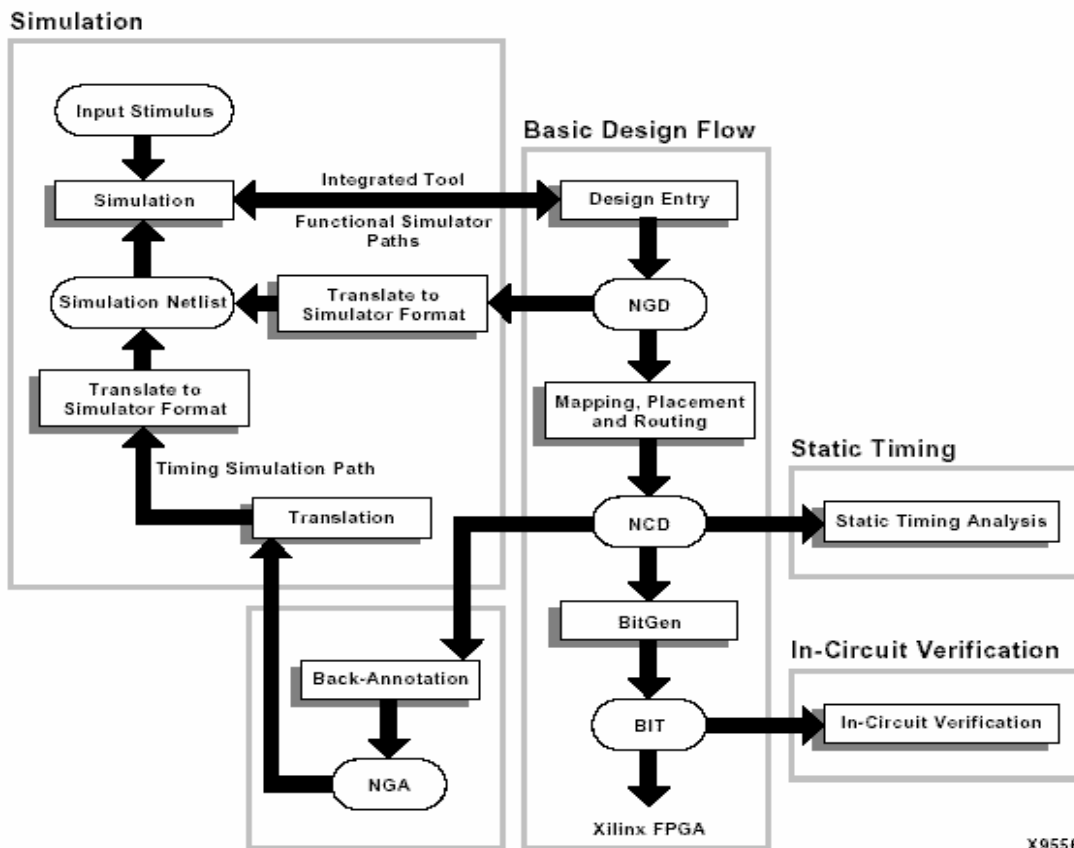 Simulation
Input Stimulus
Basic Design Flow
Integrated Tool
Simulation
Design Entry
Functional Simulator
Paths
Simulation Netlist
Translate to
Simulator Format
NGD
Translate to
Simulator Format
Mapping, Placement
and Routing
Static Timing
Timing Simulation Path
Translation
NCD
Static Timing Analysis
BitGen
In-Circuit Verification
Back-Annotation
BIT
In-Circuit Verification
NGA
Xilinx FPGA